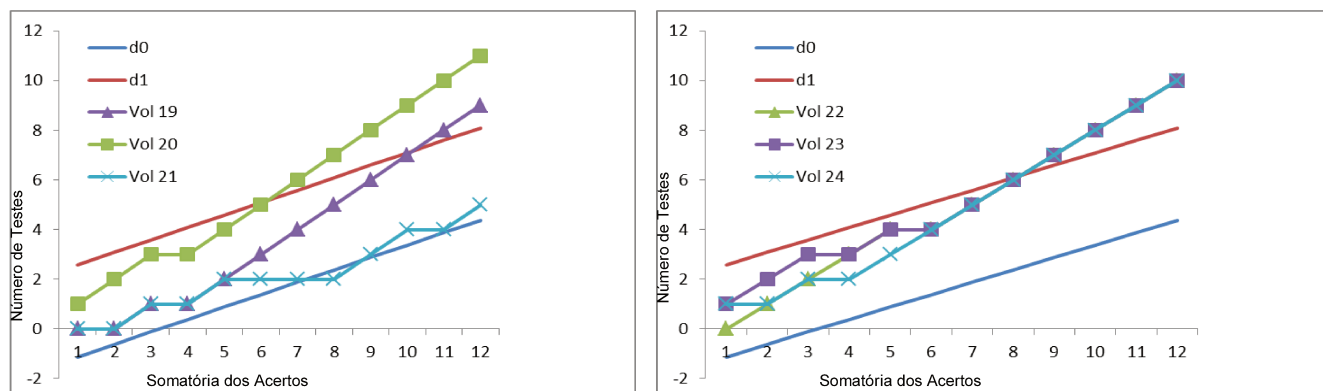 12
10
8
6
4
2
0
-2
Número de Testes
d0
d1
Vol 19
Vol 20
Vol 21
1 2 3 4 5 6 7 8 9 10 11 12
Somatória dos Acertos
12
10
8
6
4
2
0
-2
Número de Testes
d0
d1
Vol 22
Vol 23
Vol 24
1 2 3 4 5 6 7 8 9 10 11 12
Somatória dos Acertos